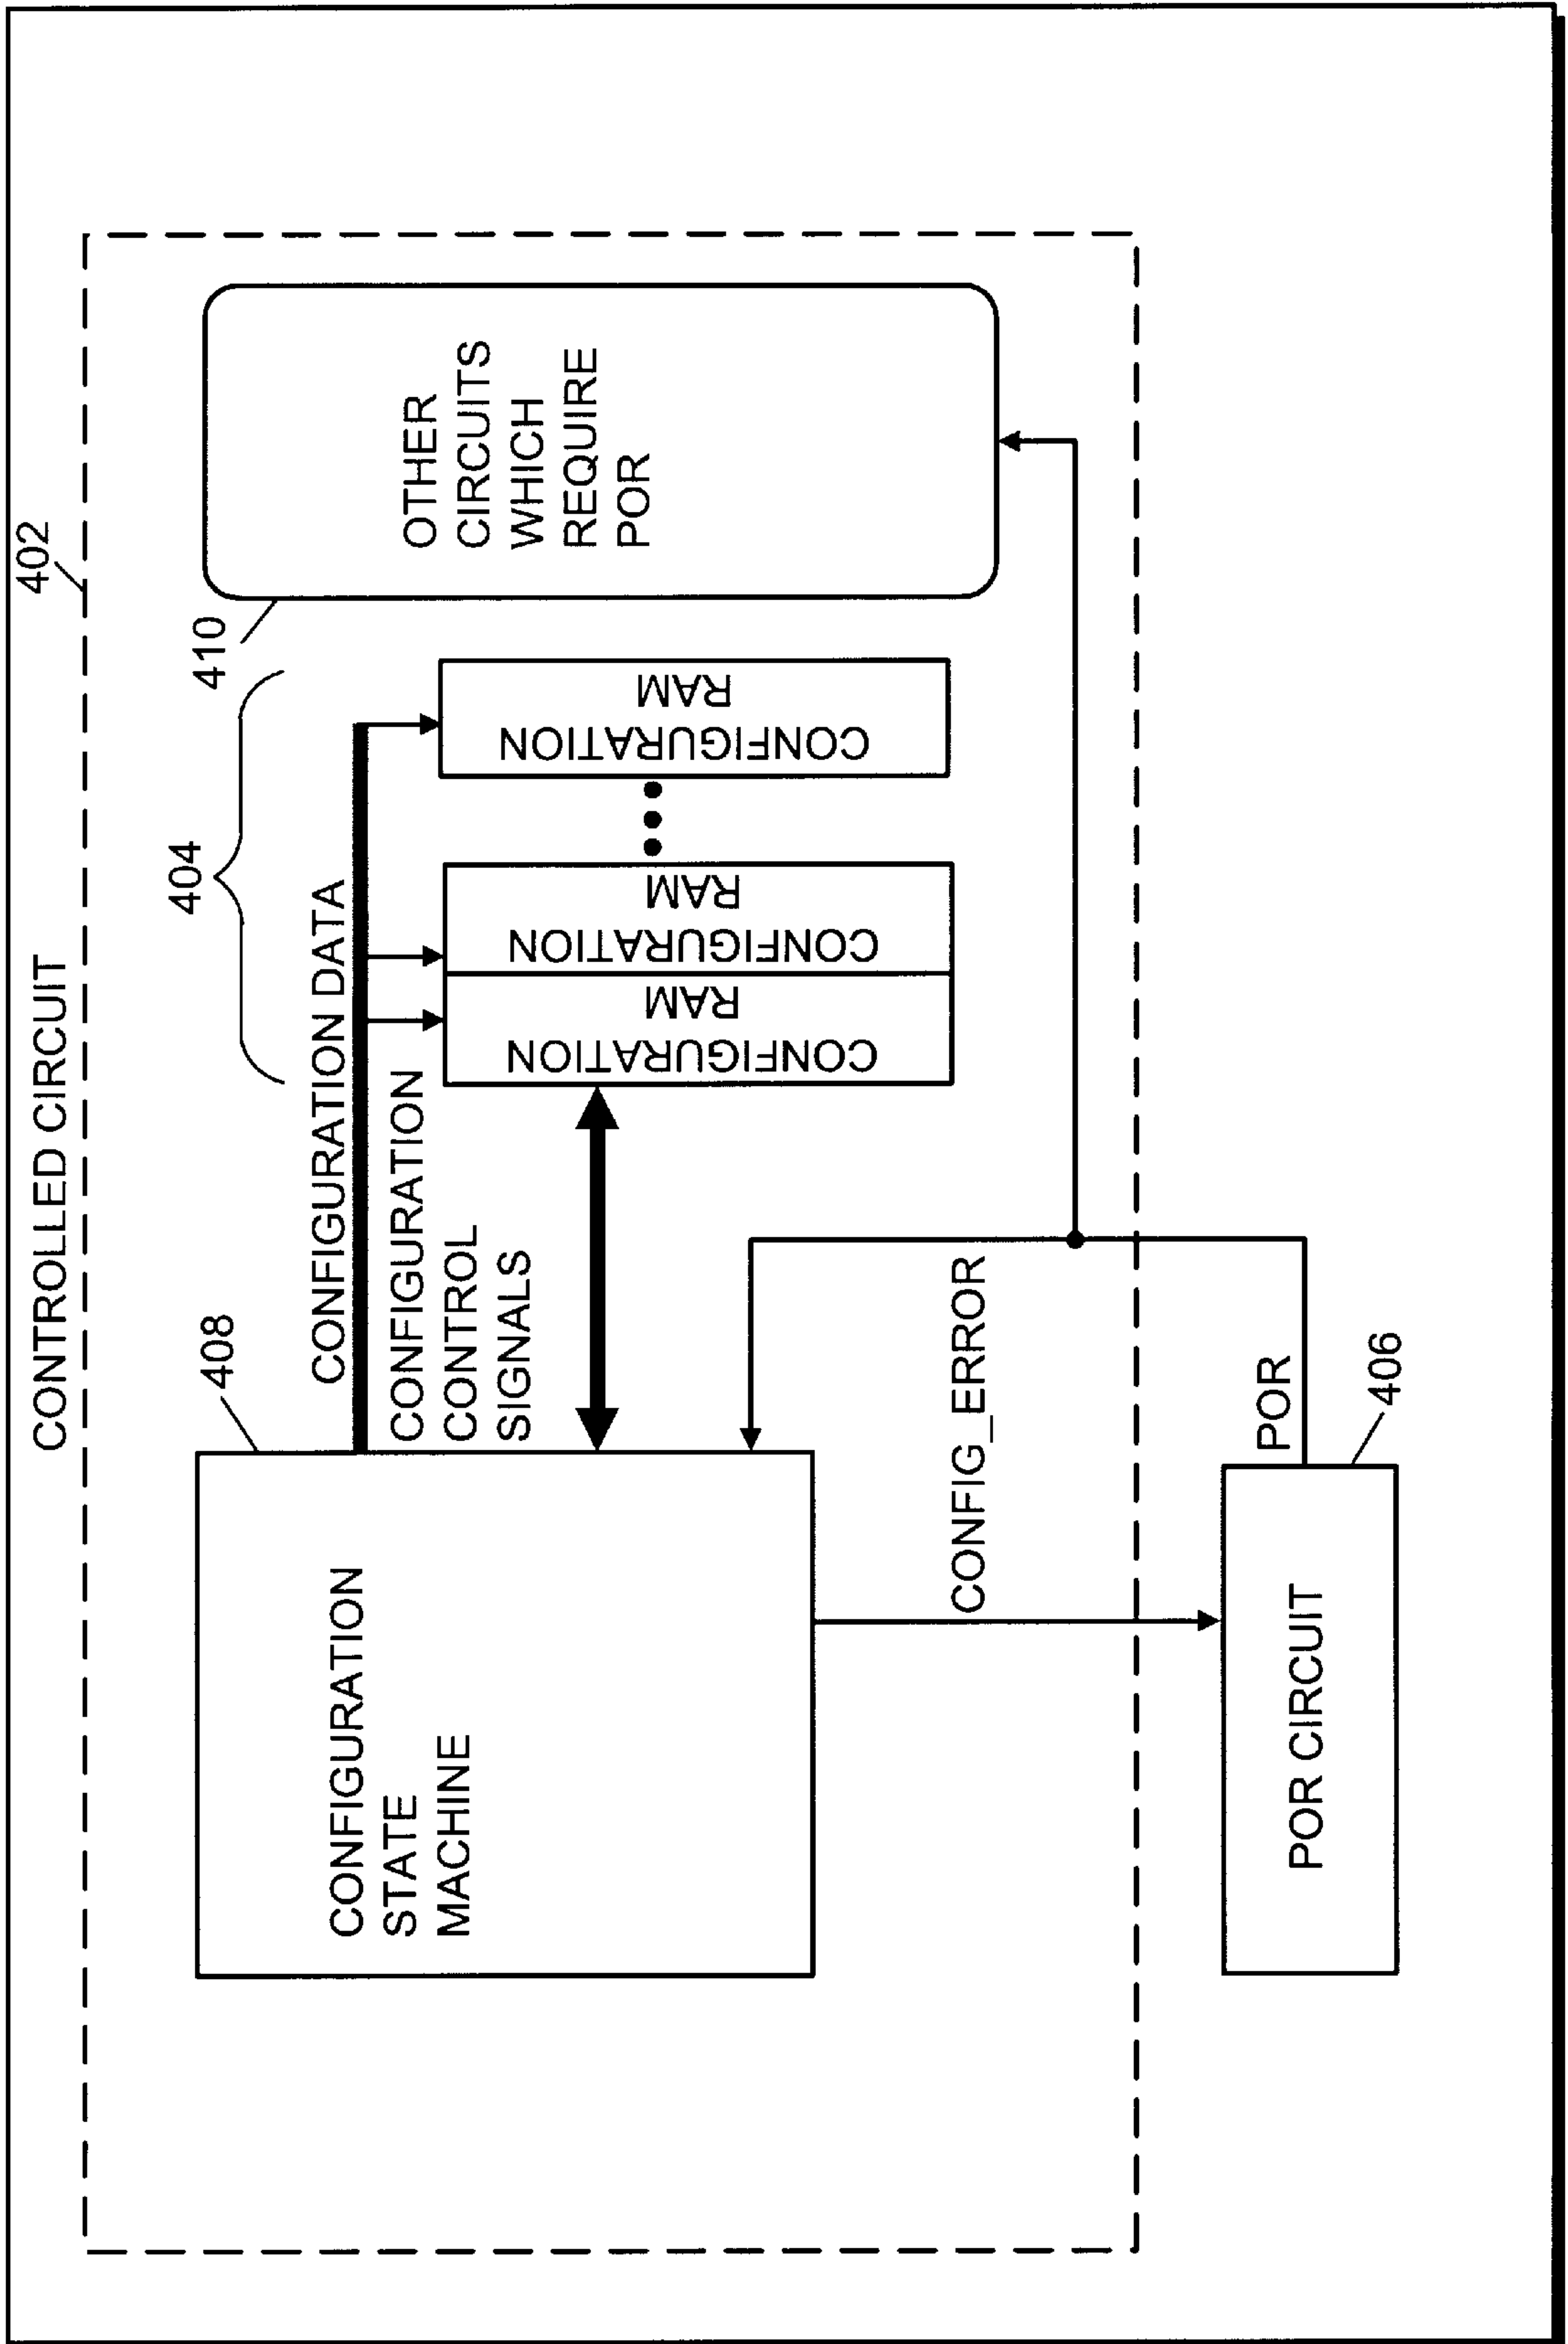 CONTROLLED CIRCUIT
402
408
CONFIGURATION
STATE
MACHINE
CONFIGURATION DATA
CONFIGURATION
CONTROL
SIGNALS
404
CONFIGURATION
RAM
CONFIGURATION
RAM
CONFIGURATION
RAM
410
OTHER
CIRCUITS
WHICH
REQUIRE
POR
CONFIG_ERROR
POR
POR CIRCUIT
406